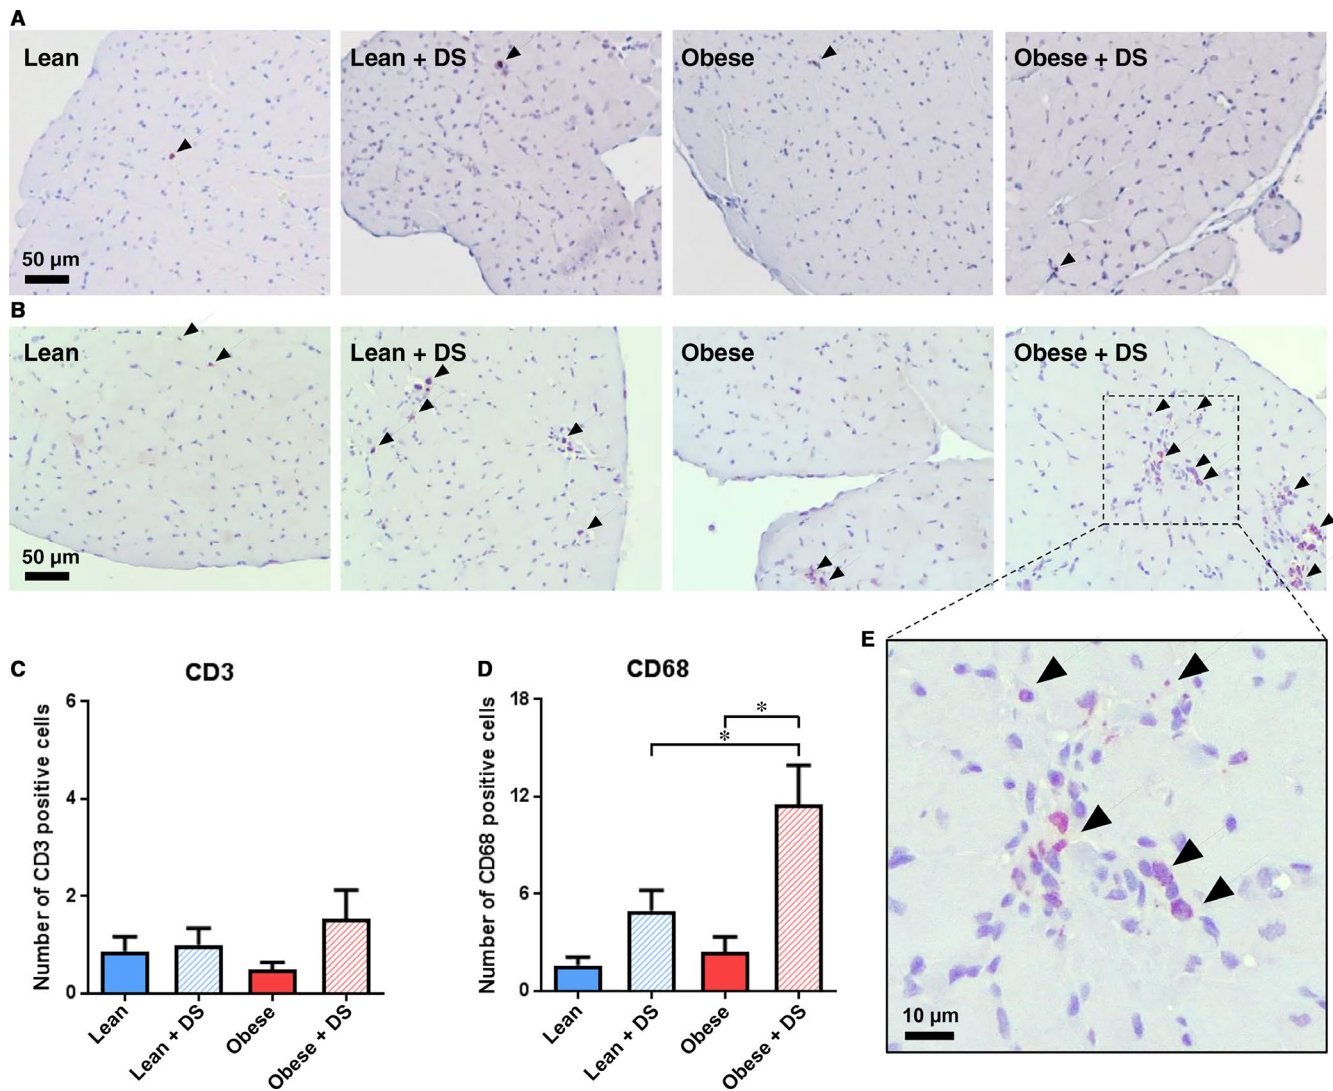 A
Lean
Lean + DS
Obese
Obese + DS
50 µm
B
Lean
Lean + DS
Obese
Obese + DS
50 µm
C
CD3
Number of CD3 positive cells
6
4
2
0
Lean
Lean + DS
Obese
Obese + DS
D
CD68
Number of CD68 positive cells
18
12
6
0
*
*
Lean
Lean + DS
Obese
Obese + DS
E
10 µm